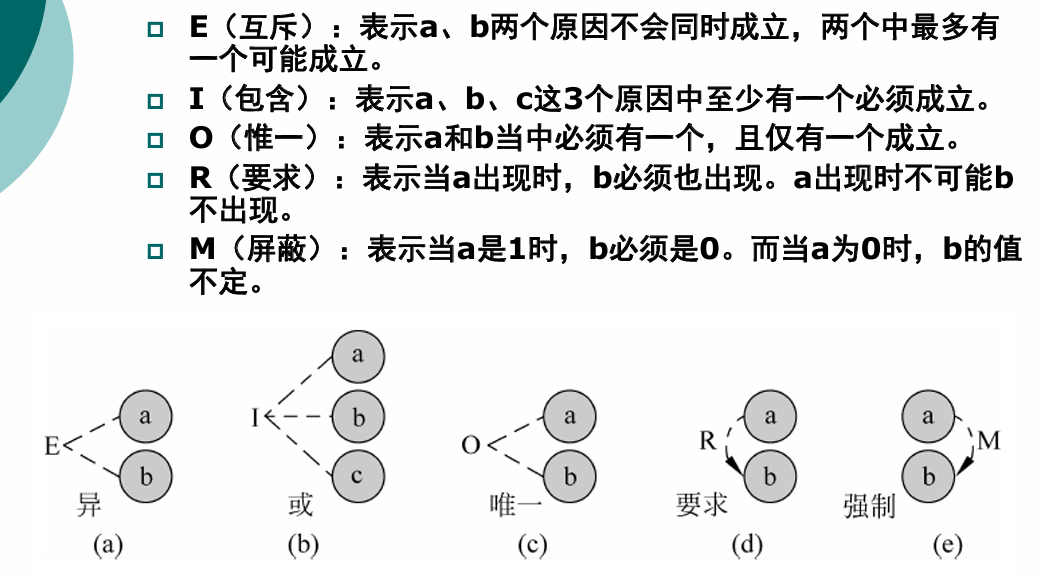 E（互斥）：表示a、b两个原因不会同时成立，两个中最多有
一个可能成立。
I（包含）：表示a、b、c这3个原因中至少有一个必须成立。
O（惟一）：表示a和b当中必须有一个，且仅有一个成立。
R（要求）：表示当a出现时，b必须也出现。a出现时不可能b
不出现。
M（屏蔽）：表示当a是1时，b必须是0。而当a为0时，b的值
不定。
a
a
a
a
a
E
I
b
O
R
M
b
c
b
b
b
异
或
唯一
要求
强制
(a)
(b)
(c)
(d)
(e)